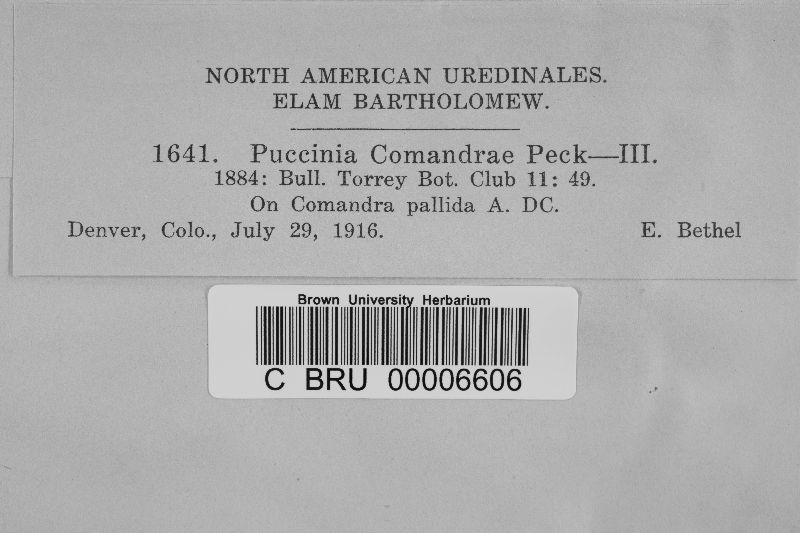 NORTH AMERICAN UREDINALES.
ELAM BARTHOLOMEW.
1641. Puccinia Comandrae Peck—III.
1884: Bull. Torrey Bot. Club 11: 49.
On Comandra pallida A. DC.
Denver, Colo., July 29, 1916. E. Bethel
Brown University Herbarium
C BRU 00006606